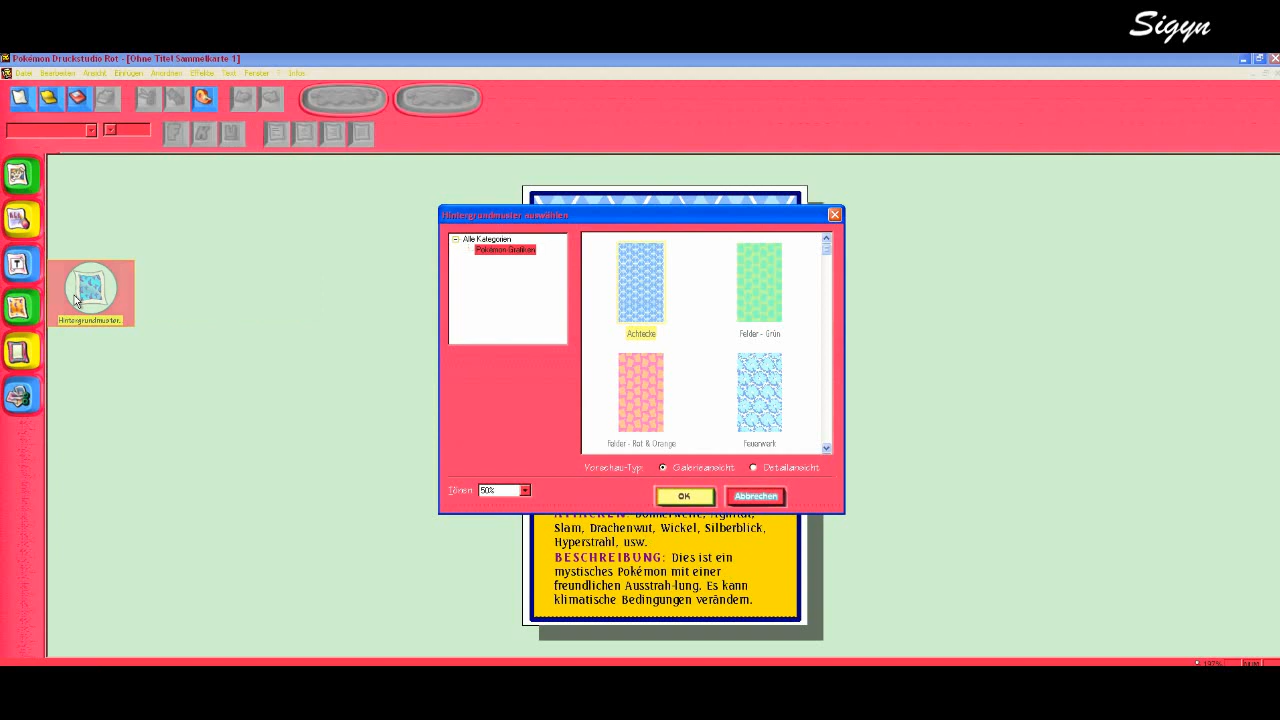 Sigyn
Pokémon Druckstudio Rot - [Ohne Titel Sammelkarte 1]
Datei Bearbeiten Ansicht Einfügen Anordnen Effekte Text Fenster ? Infos
Hintergrundmuster auswählen
Alle Kategorien
Pokémon-Grafiken
Achtecke
Felder - Grün
Hintergrundmuster...
Felder - Rot & Orange
Feuerwerk
Vorschau-Typ: Galerieansicht Detailansicht
Tönen 50%
OK Abbrechen
Slam, Drachenwut, Wickel, Silberblick,
Hyperstrahl, usw.
BESCHREIBUNG: Dies ist ein
mystisches Pokémon mit einer
freundlichen Ausstrah-lung. Es kann
klimatische Bedingungen verändern.
197%
NUM